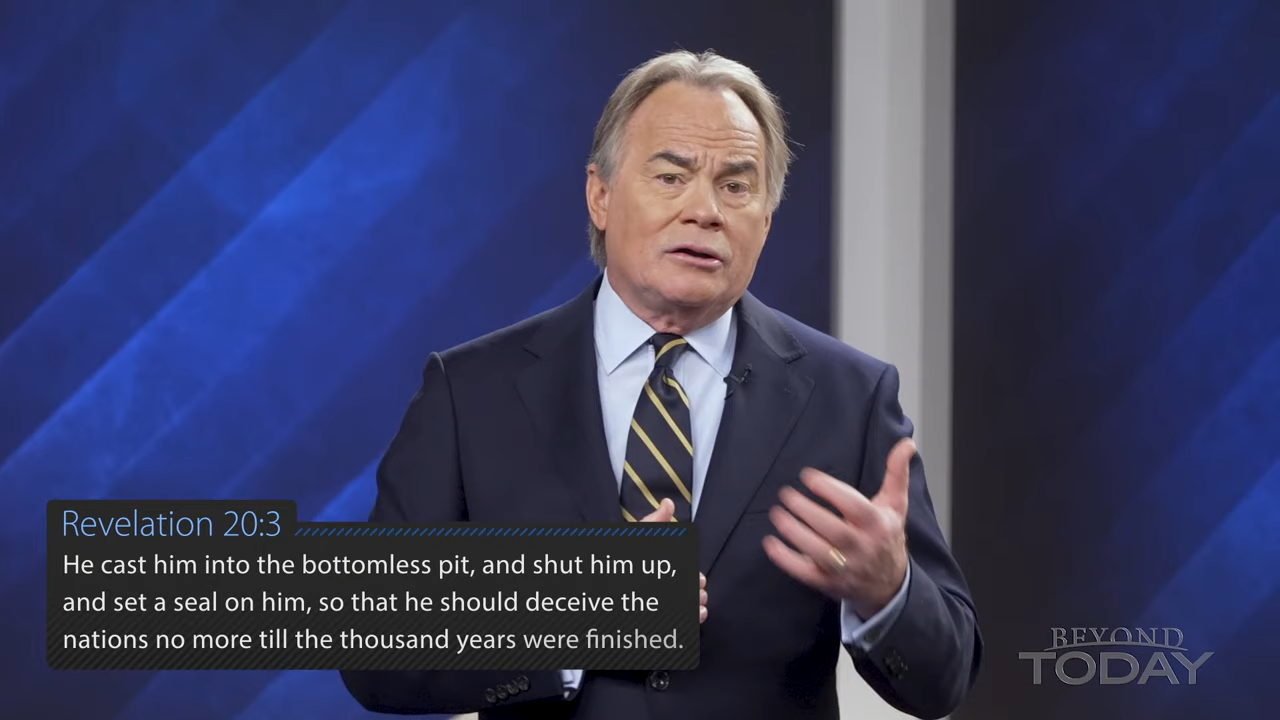 Revelation 20:3
He cast him into the bottomless pit, and shut him up,
and set a seal on him, so that he should deceive the
nations no more till the thousand years were finished.
BEYOND
TODAY